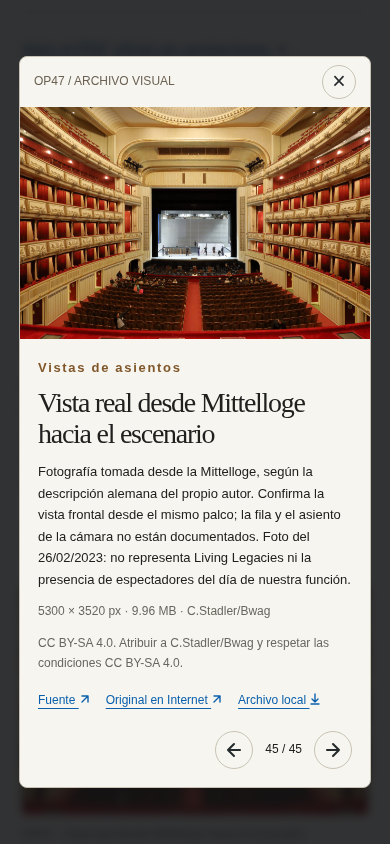 OP47 / ARCHIVO VISUAL
Vistas de asientos
Vista real desde Mittelloge
hacia el escenario
Fotografía tomada desde la Mittelloge, según la
descripción alemana del propio autor. Confirma la
vista frontal desde el mismo palco; la fila y el asiento
de la cámara no están documentados. Foto del
26/02/2023: no representa Living Legacies ni la
presencia de espectadores del día de nuestra función.
5300 × 3520 px · 9.96 MB · C.Stadler/Bwag
CC BY-SA 4.0. Atribuir a C.Stadler/Bwag y respetar las
condiciones CC BY-SA 4.0.
Fuente Original en Internet Archivo local
45 / 45